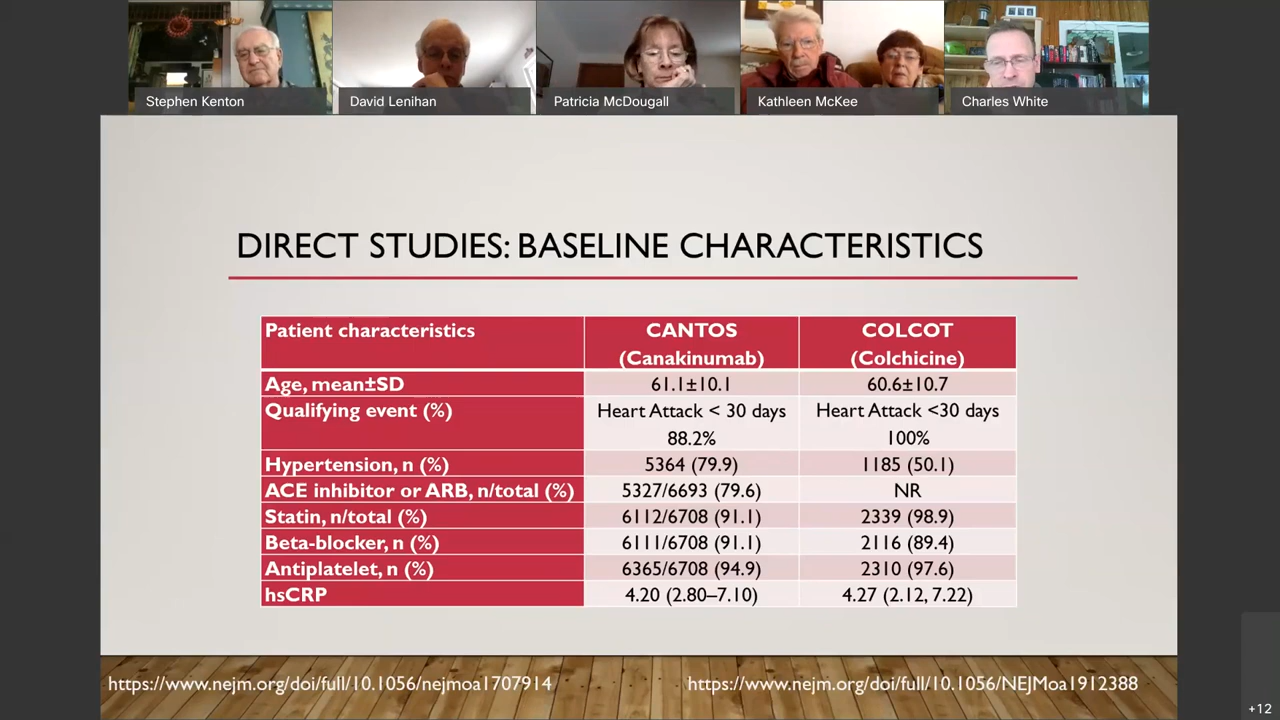 Stephen Kenton
David Lenihan
Patricia McDougall
Kathleen McKee
Charles White
DIRECT STUDIES: BASELINE CHARACTERISTICS
Patient characteristics CANTOS (Canakinumab) COLCOT (Colchicine)
Age, mean±SD 61.1±10.1 60.6±10.7
Qualifying event (%) Heart Attack < 30 days 88.2% Heart Attack <30 days 100%
Hypertension, n (%) 5364 (79.9) 1185 (50.1)
ACE inhibitor or ARB, n/total (%) 5327/6693 (79.6) NR
Statin, n/total (%) 6112/6708 (91.1) 2339 (98.9)
Beta-blocker, n (%) 6111/6708 (91.1) 2116 (89.4)
Antiplatelet, n (%) 6365/6708 (94.9) 2310 (97.6)
hsCRP 4.20 (2.80–7.10) 4.27 (2.12, 7.22)
https://www.nejm.org/doi/full/10.1056/nejmoa1707914
https://www.nejm.org/doi/full/10.1056/NEJMoa1912388
+12